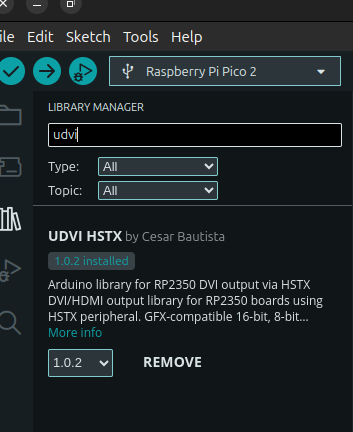 ile Edit Sketch Tools Help
Raspberry Pi Pico 2
LIBRARY MANAGER
udvi
Type: All
Topic: All
UDVI HSTX by Cesar Bautista
1.0.2 installed
Arduino library for RP2350 DVI output via HSTX
DVI/HDMI output library for RP2350 boards using
HSTX peripheral. GFX-compatible 16-bit, 8-bit...
More info
1.0.2 REMOVE